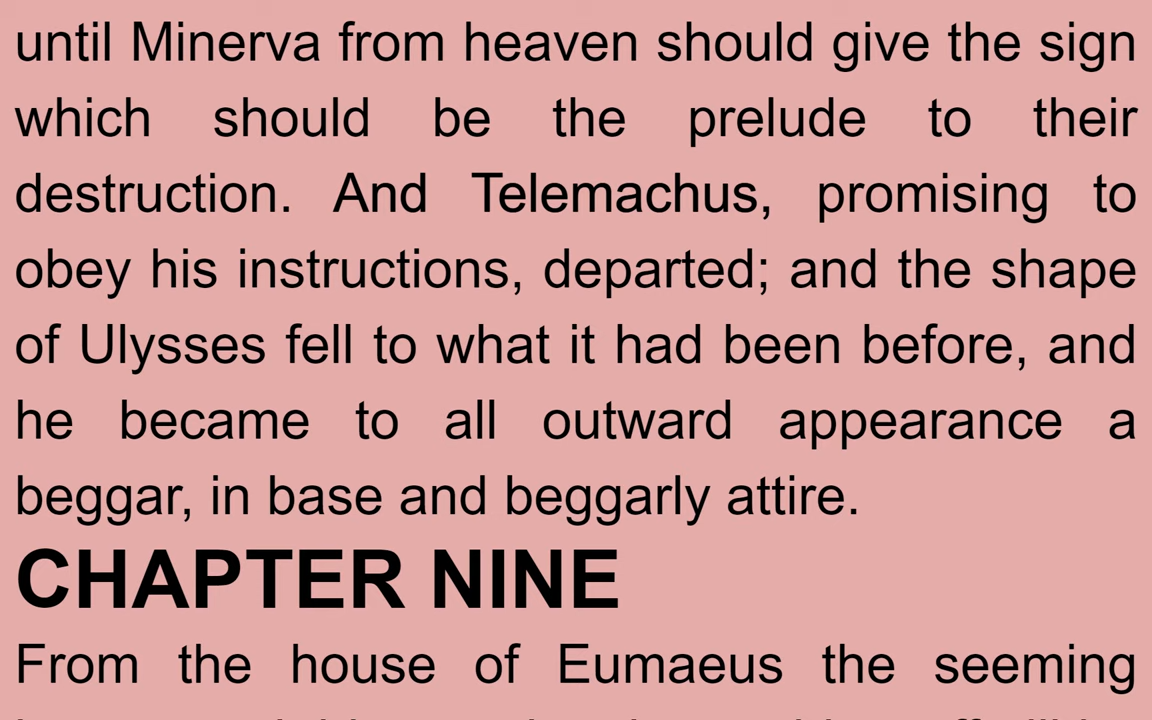 until Minerva from heaven should give the sign
which should be the prelude to their
destruction. And Telemachus, promising to
obey his instructions, departed; and the shape
of Ulysses fell to what it had been before, and
he became to all outward appearance a
beggar, in base and beggarly attire.
CHAPTER NINE
From the house of Eumaeus the seeming